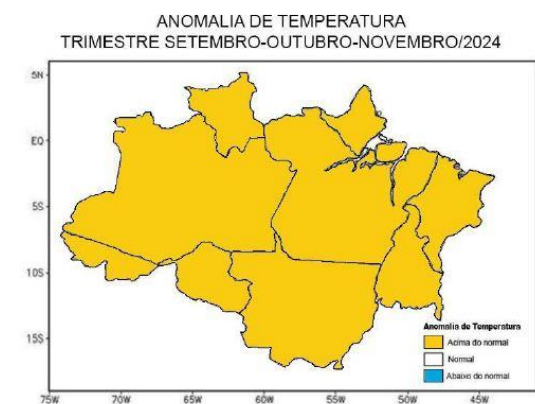 ANOMALIA DE TEMPERATURA
TRIMESTRE SETEMBRO-OUTUBRO-NOVEMBRO/2024
5N
EQ
5S
10S
15S
75W 70W 65W 60W 55W 50W 45W
Anomalia de Temperatura
Acima do normal
Normal
Abaixo do normal